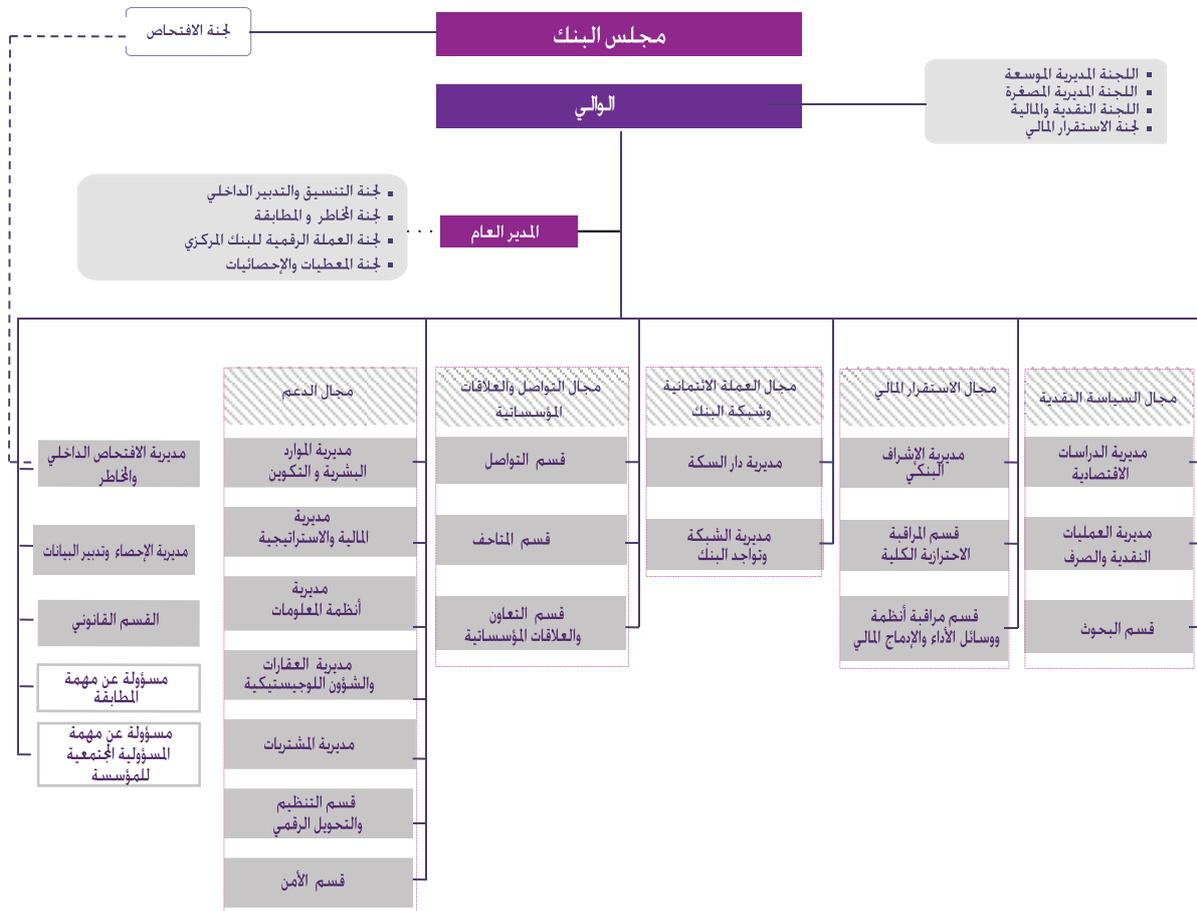 مجلس البنك
لجنة الافتحاص
الوالي
اللجنة المديرية الموسعة
اللجنة المديرية المصغرة
اللجنة النقدية والمالية
لجنة الاستقرار المالي
المدير العام
لجنة التنسيق والتدبير الداخلي
لجنة المخاطر و المطابقة
لجنة العملة الرقمية للبنك المركزي
لجنة المعطيات والإحصائيات
مجال السياسة النقدية
مديرية الدراسات
الاقتصادية
مديرية العمليات
النقدية والصرف
قسم البحوث
مجال الاستقرار المالي
مديرية الإشراف
البنكي
قسم المراقبة
الاحترازية الكلية
قسم مراقبة أنظمة
ووسائل الأداء والإدماج المالي
مجال العملة الائتمانية
وشبكة البنك
مديرية دار السكة
مديرية الشبكة
وتواجد البنك
مجال التواصل والعلاقات
المؤسساتية
قسم التواصل
قسم المتاحف
قسم التعاون
والعلاقات المؤسساتية
مجال الدعم
مديرية الموارد
البشرية و التكوين
مديرية
المالية والاستراتيجية
مديرية
أنظمة المعلومات
مديرية العقارات
والشؤون اللوجيستيكية
مديرية المشتريات
قسم التنظيم
والتحويل الرقمي
قسم الأمن
مديرية الافتحاص الداخلي
والمخاطر
مديرية الإحصاء وتدبير البيانات
القسم القانوني
مسؤولة عن مهمة
المطابقة
مسؤولة عن مهمة
المسؤولية المجتمعية
للمؤسسة